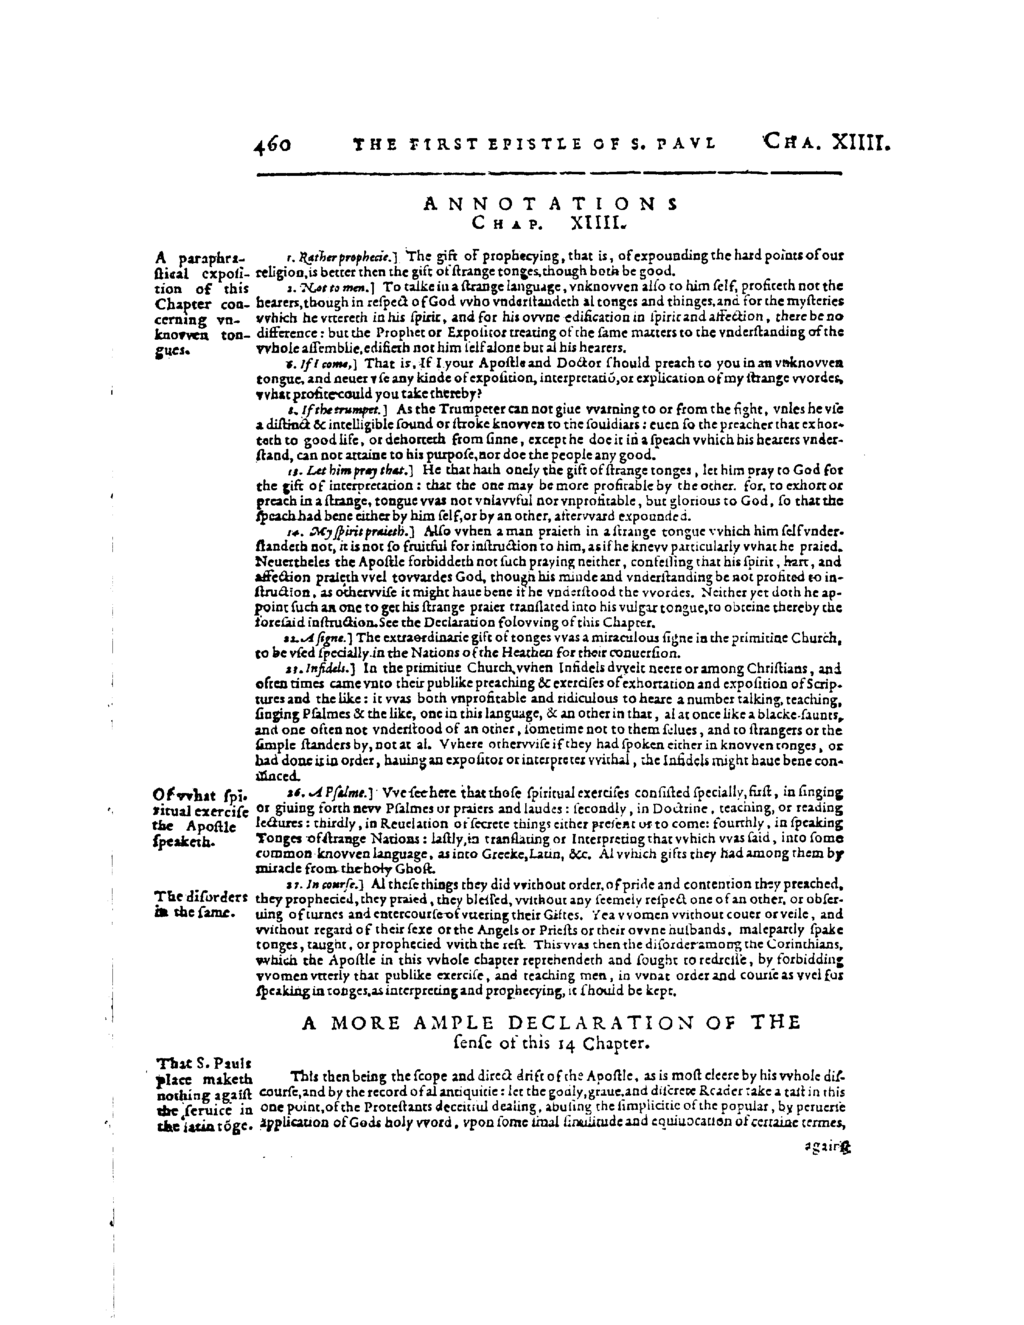 460 THE FIRST EPISTLE OF S. PAVL CHA. XIIII.
ANNOTATIONS
CHAP. XIIII.
A paraphra-
ſtical expoſi-
tion of this
Chapter con-
cerning vn-
knovven ton-
gues.
1. Rather prophecie.] The gift of prophecying, that is, of expounding the hard points of our
religion, is better then the gift of ſtrange tonges, though both be good.
2. Not to men.] To talke in a ſtrange language, vnknovven alſo to him ſelf, profiteth not the
hearers, though in reſpect of God vvho vnderſtandeth al tonges and thinges, and for the myſteries
vvhich he vttereth in his ſpirit, and for his ovvne edification in ſpirit and affection, there be no
difference: but the Prophet or Expoſitor treating of the ſame matters to the vnderſtanding of the
vvhole aſſemblie, edifieth not him ſelf alone but al his hearers.
6. If I come,] That is, If I your Apoſtle and Doctor ſhould preach to you in an vnknovven
tongue, and neuer vſe any kinde of expoſition, interpretatiõ, or explication of my ſtrange vvordes,
vvhat profite could you take thereby?
8. If the trumpet.] As the Trumpeter can not giue vvarning to or from the fight, vnles he vſe
a diſtinct & intelligible ſound or ſtroke knovven to the ſouldiars: euen ſo the preacher that exhor-
teth to good life, or dehorteth from ſinne, except he doe it in a ſpeach vvhich his hearers vnder-
ſtand, can not attaine to his purpoſe, nor doe the people any good.
13. Let him pray that.] He that hath onely the gift of ſtrange tonges, let him pray to God for
the gift of interpretation: that the one may be more profitable by the other. for, to exhort or
preach in a ſtrange, tongue vvas not vnlavvful nor vnprofitable, but glorious to God, ſo that the
ſpeach had bene either by him ſelf, or by an other, aftervvard expounded.
14. My ſpirit praieth.] Alſo vvhen a man praieth in a ſtrange tongue vvhich him ſelf vnder-
ſtandeth not, it is not ſo fruitful for inſtruction to him, as if he knevv particularly vvhat he praied.
Neuertheles the Apoſtle forbiddeth not ſuch praying neither, confeſſing that his ſpirit, hart, and
affection praieth vvel tovvardes God, though his minde and vnderſtanding be not profited to in-
ſtruction, as othervviſe it might haue bene if he vnderſtood the vvordes. Neither yet doth he ap-
point ſuch an one to get his ſtrange praier tranſlated into his vulgar tongue, to obteine thereby the
foreſaid inſtruction. See the Declaration folovving of this Chapter.
22. A ſigne.] The extraordinarie gift of tonges vvas a miraculous ſigne in the primitiue Church,
to be vſed ſpecially in the Nations of the Heathen for their conuerſion.
23. Infidels.] In the primitiue Church, vvhen Infidels dvvelt neere or among Chriſtians, and
often times came vnto their publike preaching & exerciſes of exhortation and expoſition of Scrip-
tures and the like: it vvas both vnprofitable and ridiculous to heare a number talking, teaching,
ſinging Pſalmes & the like, one in this language, & an other in that, al at once like a blacke-ſaunts,
and one often not vnderſtood of an other, ſometime not to them ſelues, and to ſtrangers or the
ſimple ſtanders by, not at al. Vvhere othervviſe if they had ſpoken either in knovven tonges, or
had done it in order, hauing an expoſitor or interpreter vvithal, the Infidels might haue bene con-
uinced.
Of vvhat ſpi-
ritual exerciſe
the Apoſtle
ſpeaketh.
26. A Pſalme.] Vve ſee here that thoſe ſpiritual exerciſes conſiſted ſpecially, firſt, in ſinging
or giuing forth nevv Pſalmes or praiers and laudes: ſecondly, in Doctrine, teaching, or reading
lectures: thirdly, in Reuelation of ſecrete things either preſent or to come: fourthly, in ſpeaking
Tonges of ſtrange Nations: laſtly, in tranſlating or Interpreting that vvhich vvas ſaid, into ſome
common knovven language, as into Greeke, Latin, &c. Al vvhich gifts they had among them by
miracle from the holy Ghoſt.
The diſorders
in the ſame.
27. In courſe.] Al theſe things they did vvithout order, of pride and contention they preached,
they prophecied, they praied, they bleſſed, vvithout any ſeemely reſpect one of an other, or obſer-
uing of turnes and entercourſe of vttering their Giftes. Yea vvomen vvithout couer or veile, and
vvithout regard of their ſexe or the Angels or Prieſts or their ovvne huſbands, malepartly ſpake
tonges, taught, or prophecied vvith the reſt. This vvas then the diſorder among the Corinthians,
vvhich the Apoſtle in this vvhole chapter reprehendeth and ſought to redreſſe, by forbidding
vvomen vtterly that publike exerciſe, and teaching men, in vvhat order and courſe as vvel for
ſpeaking in tonges, as interpreting and prophecying, it ſhould be kept.
A MORE AMPLE DECLARATION OF THE
ſenſe of this 14 Chapter.
That S. Pauls
place maketh
nothing agaĩſt
the ſeruice in
the latin tõge.
This then being the ſcope and direct drift of the Apoſtle, as is moſt cleere by his vvhole diſ-
courſe, and by the record of al antiquitie: let the godly, graue, and diſcrete Reader take a taſt in this
one point, of the Proteſtants deceitful dealing, abuſing the ſimplicitie of the popular, by peruerſe
application of Gods holy vvord, vpon ſome ſmal ſimilitude and equiuocation of certaine termes,
againſt